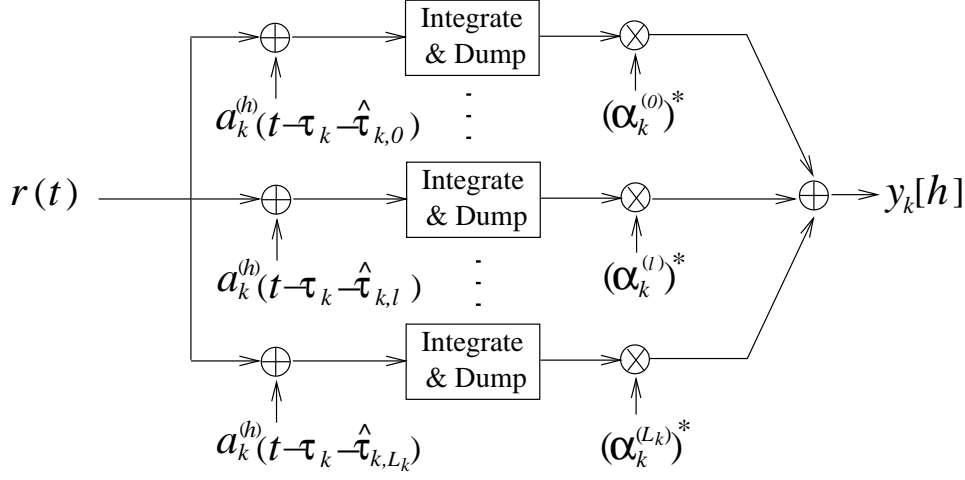 Integrate
& Dump
a_k^{(h)}(t−τ_k−τ̂_{k,0})
(α_k^{(0)})^*
r(t)
Integrate
& Dump
y_k[h]
a_k^{(h)}(t−τ_k−τ̂_{k,l})
(α_k^{(l)})^*
Integrate
& Dump
a_k^{(h)}(t−τ_k−τ̂_{k,L_k})
(α_k^{(L_k)})^*